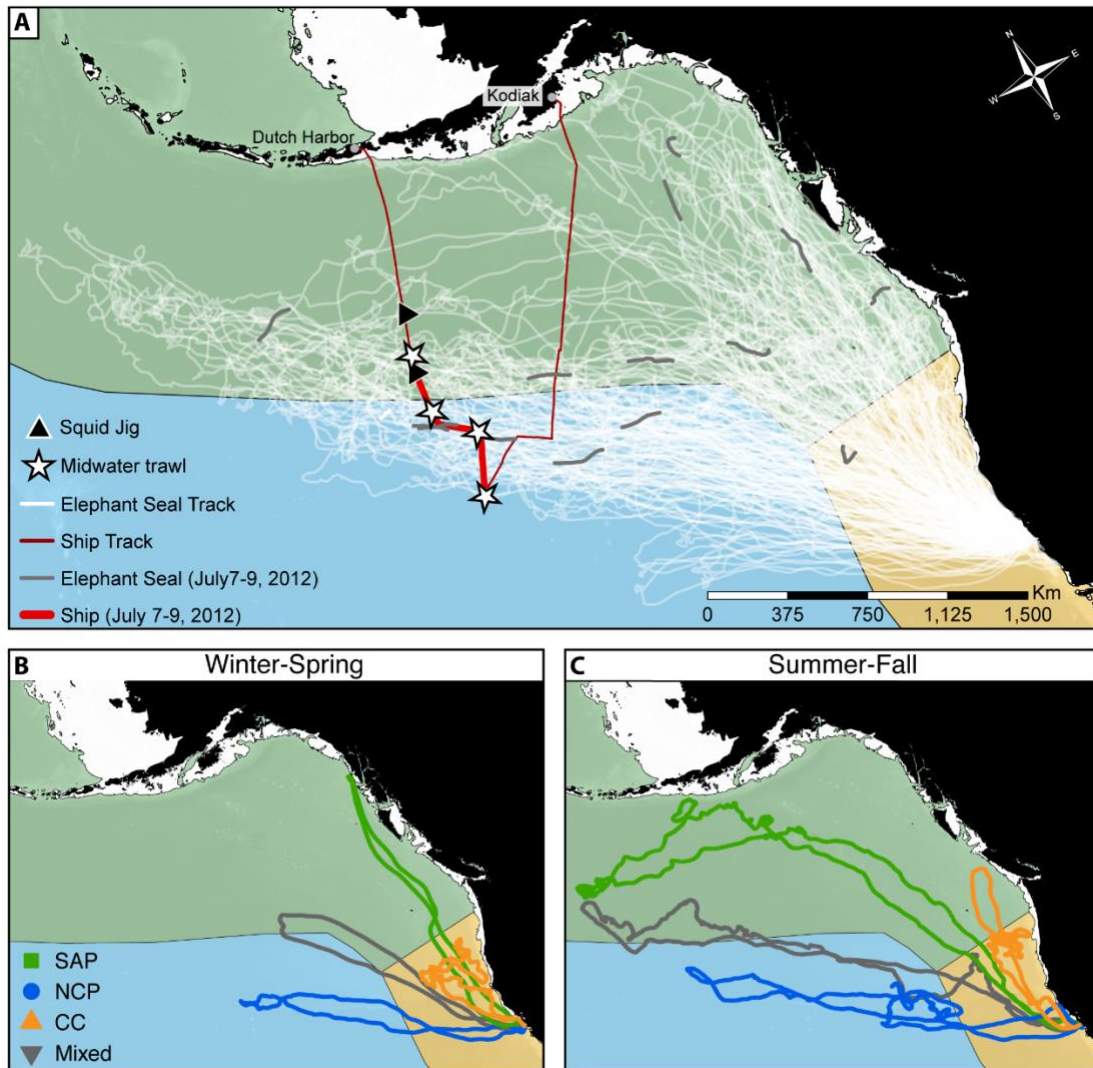 A
N
E
W
S
Kodiak
Dutch Harbor
Squid Jig
Midwater trawl
Elephant Seal Track
Ship Track
Elephant Seal (July7-9, 2012)
Ship (July 7-9, 2012)
Km
0 375 750 1,125 1,500
B Winter-Spring
SAP
NCP
CC
Mixed
C Summer-Fall